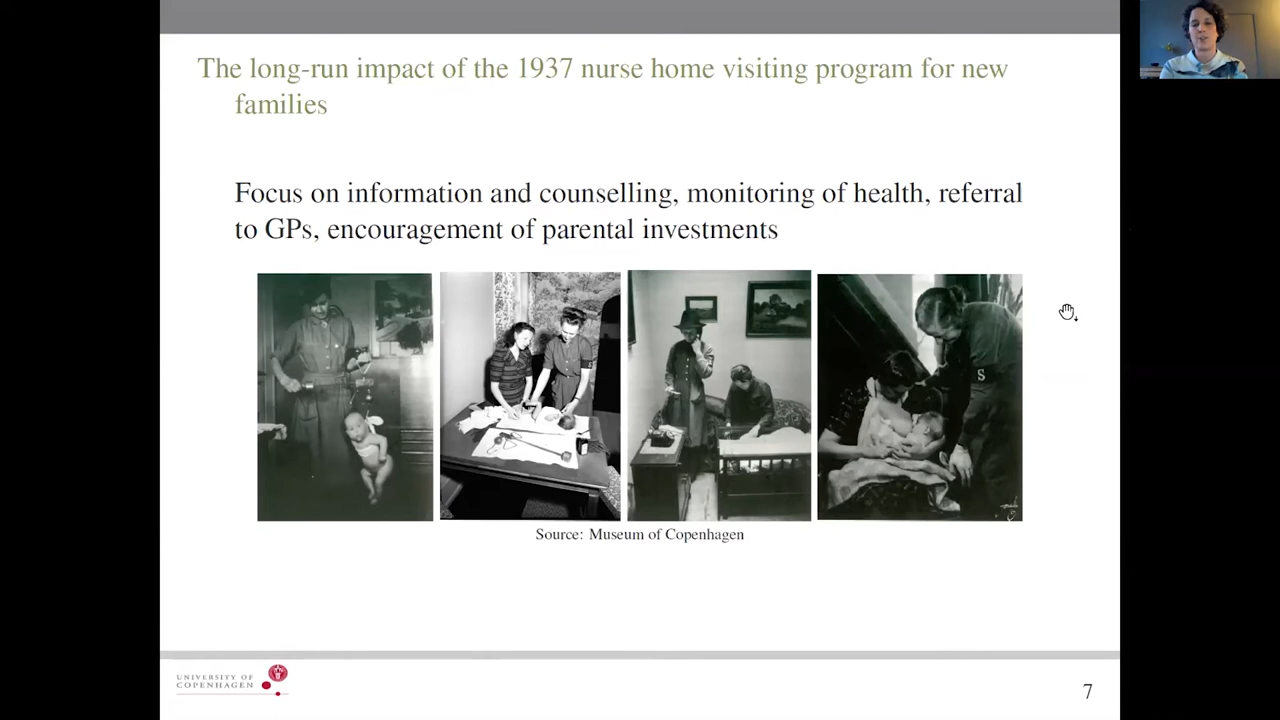 The long-run impact of the 1937 nurse home visiting program for new
families
Focus on information and counselling, monitoring of health, referral
to GPs, encouragement of parental investments
S
Source: Museum of Copenhagen
UNIVERSITY OF
COPENHAGEN
7